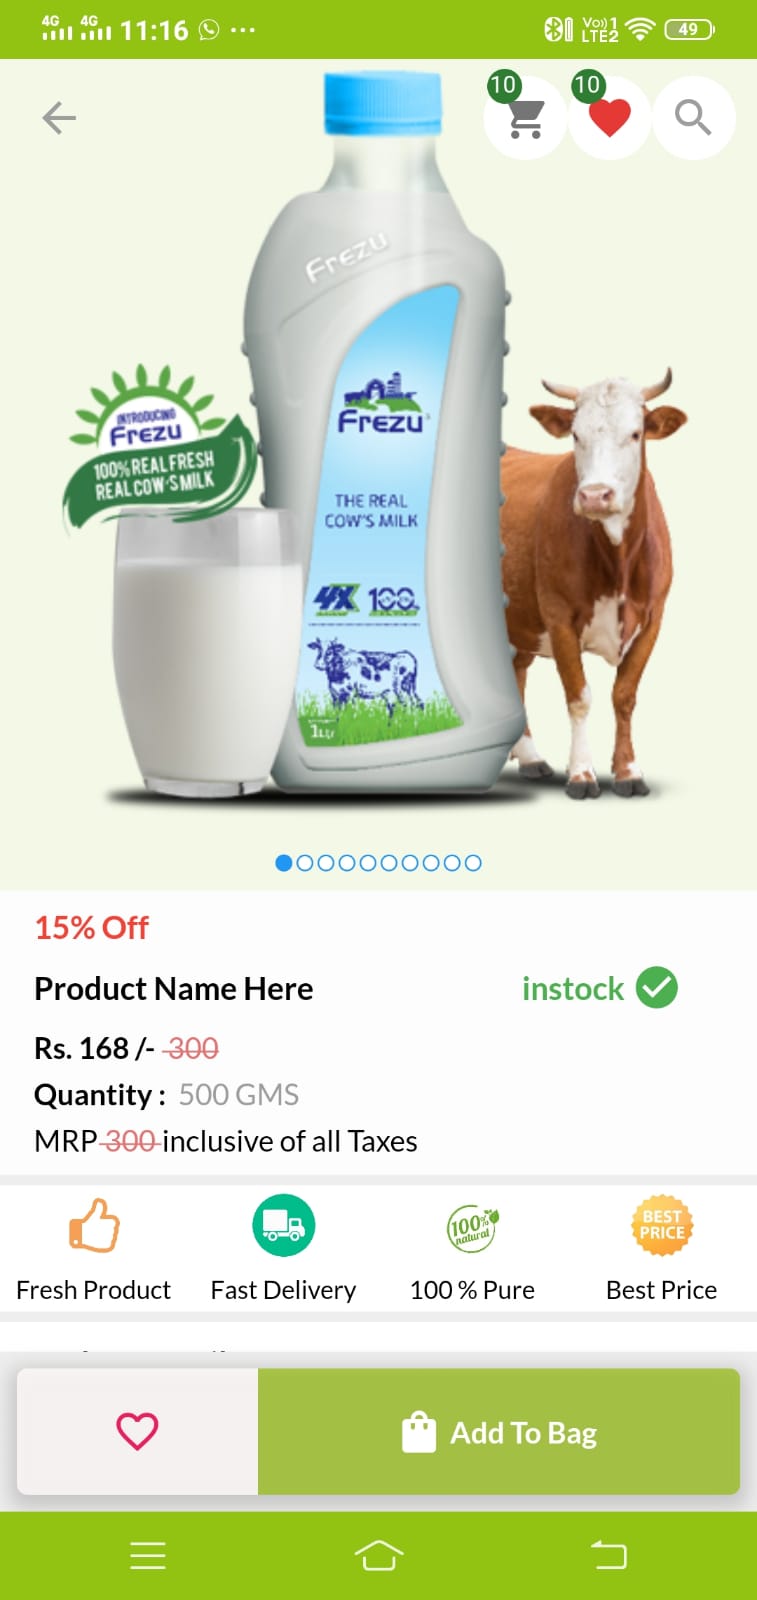 4G 4G 11:16 ...
Vo)) 1
LTE2
49
10 10
Frezu
INTRODUCING
Frezu
100% REAL FRESH
REAL COW'S MILK
Frezu
THE REAL
COW'S MILK
4X 100
1Ltr
15% Off
Product Name Here instock
Rs. 168 /- 300
Quantity : 500 GMS
MRP 300 inclusive of all Taxes
100%
natural
BEST
PRICE
Fresh Product Fast Delivery 100 % Pure Best Price
Add To Bag